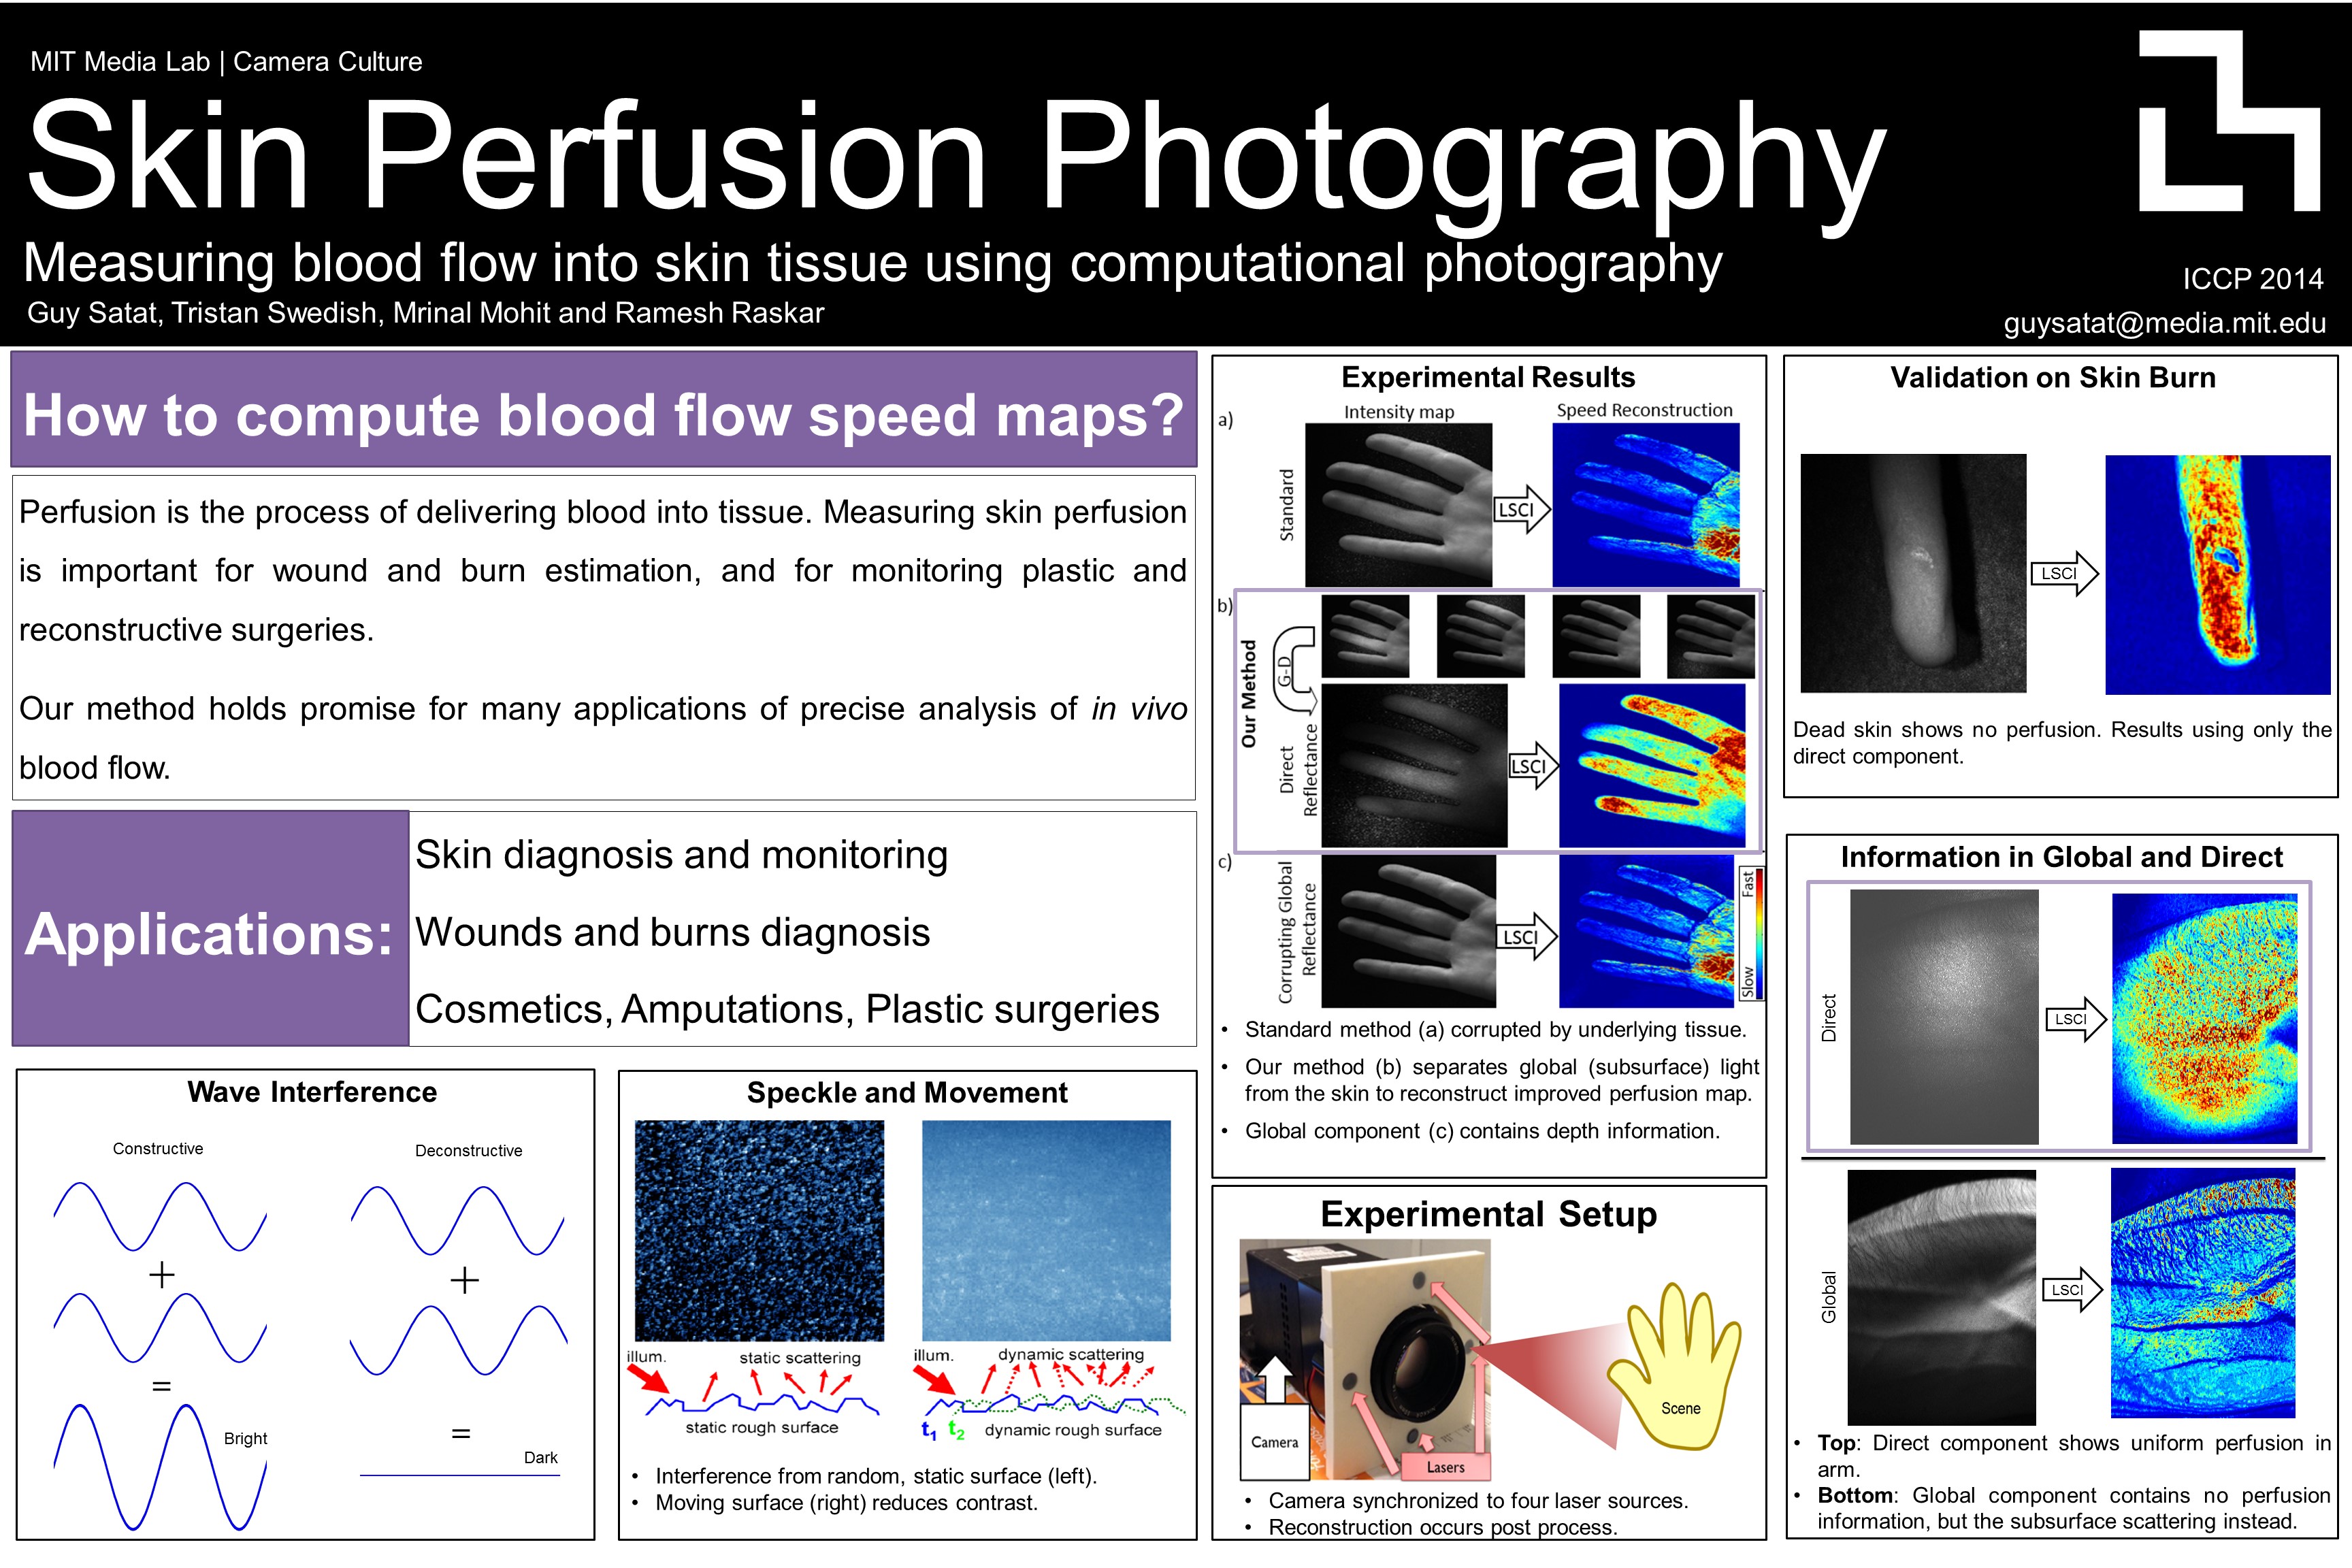 MIT Media Lab | Camera Culture
Skin Perfusion Photography
Measuring blood flow into skin tissue using computational photography
Guy Satat, Tristan Swedish, Mrinal Mohit and Ramesh Raskar
ICCP 2014
guysatat@media.mit.edu
How to compute blood flow speed maps?
Perfusion is the process of delivering blood into tissue. Measuring skin perfusion
is important for wound and burn estimation, and for monitoring plastic and
reconstructive surgeries.
Our method holds promise for many applications of precise analysis of in vivo
blood flow.
Applications:
Skin diagnosis and monitoring
Wounds and burns diagnosis
Cosmetics, Amputations, Plastic surgeries
Wave Interference
Constructive
Deconstructive
+
+
=
=
Bright
Dark
Speckle and Movement
illum.
static scattering
static rough surface
illum.
dynamic scattering
t1 t2 dynamic rough surface
• Interference from random, static surface (left).
• Moving surface (right) reduces contrast.
Experimental Results
Intensity map
Speed Reconstruction
a)
Standard
LSCI
b)
Our Method
G-D
Direct
Reflectance
LSCI
c)
Corrupting Global
Reflectance
LSCI
Fast
Slow
• Standard method (a) corrupted by underlying tissue.
• Our method (b) separates global (subsurface) light
from the skin to reconstruct improved perfusion map.
• Global component (c) contains depth information.
Experimental Setup
Camera
Lasers
Scene
• Camera synchronized to four laser sources.
• Reconstruction occurs post process.
Validation on Skin Burn
LSCI
Dead skin shows no perfusion. Results using only the
direct component.
Information in Global and Direct
Direct
LSCI
Global
LSCI
• Top: Direct component shows uniform perfusion in
arm.
• Bottom: Global component contains no perfusion
information, but the subsurface scattering instead.